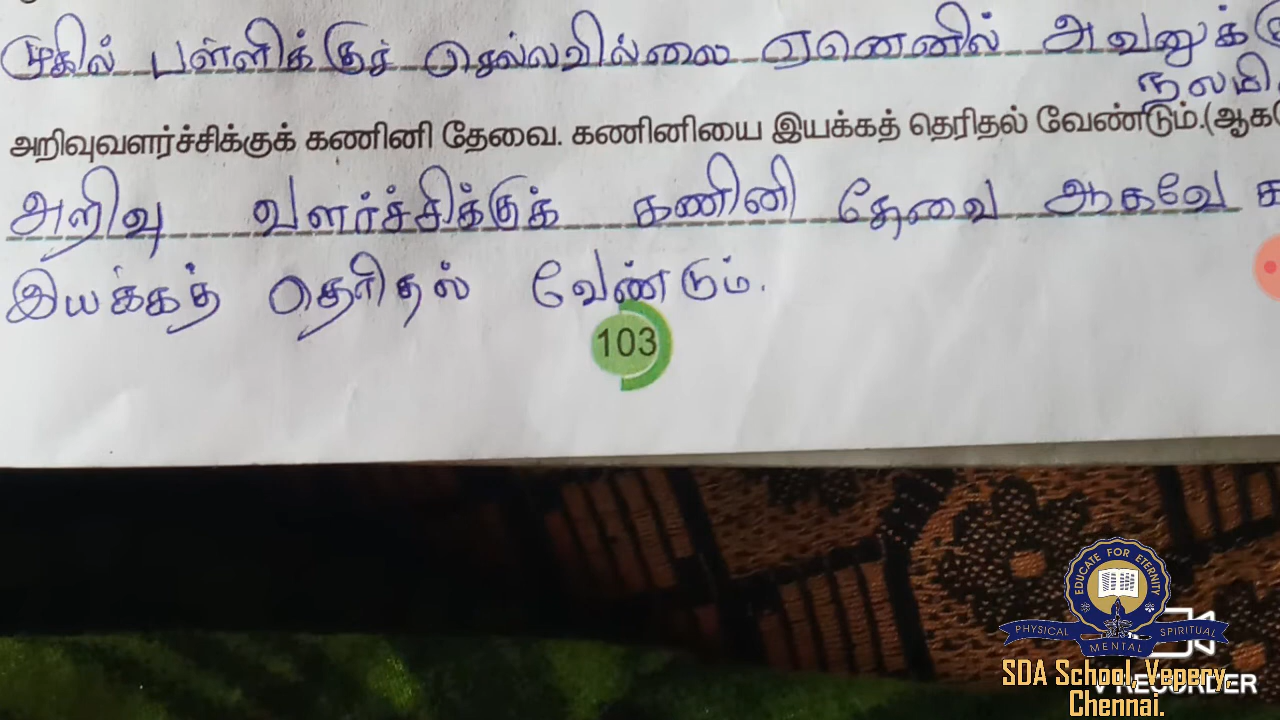 முகில் பள்ளிக்குச் செல்லவில்லை ஏனெனில் அவனுக்கு
நலமி
அறிவுவளர்ச்சிக்குக் கணினி தேவை. கணினியை இயக்கத் தெரிதல் வேண்டும்.(ஆக
அறிவு வளர்ச்சிக்குக் கணினி தேவை ஆகவே க
இயக்கத் தெரிதல் வேண்டும்.
103
EDUCATE FOR ETERNITY
PHYSICAL MENTAL SPIRITUAL
SDA School, Vepery,
Chennai.
V RECORDER